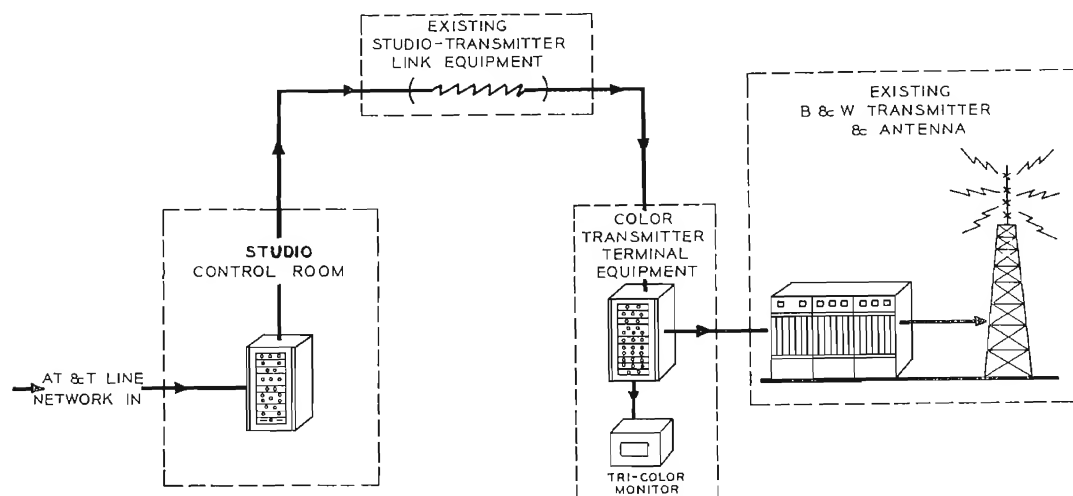 EXISTING
STUDIO-TRANSMITTER
LINK EQUIPMENT
EXISTING
B & W TRANSMITTER
& ANTENNA
STUDIO
CONTROL ROOM
COLOR
TRANSMITTER
TERMINAL
EQUIPMENT
AT & T LINE
NETWORK IN
TRI-COLOR
MONITOR